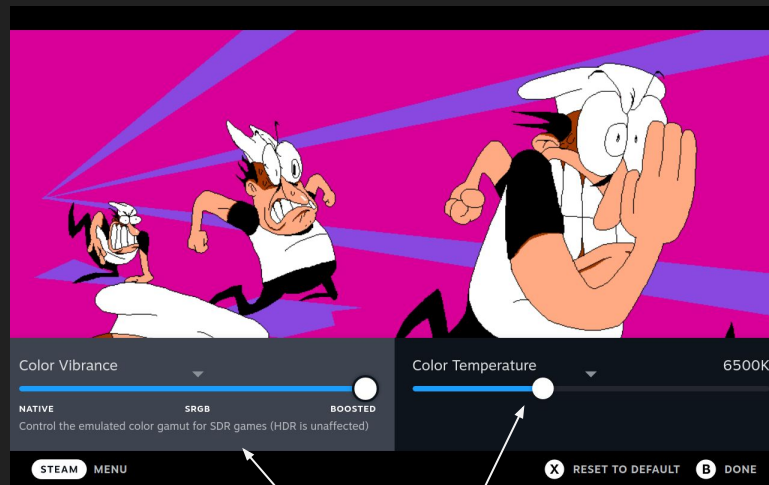 Color Vibrance
NATIVE SRGB BOOSTED
Control the emulated color gamut for SDR games (HDR is unaffected)
Color Temperature 6500K
STEAM MENU
X RESET TO DEFAULT B DONE